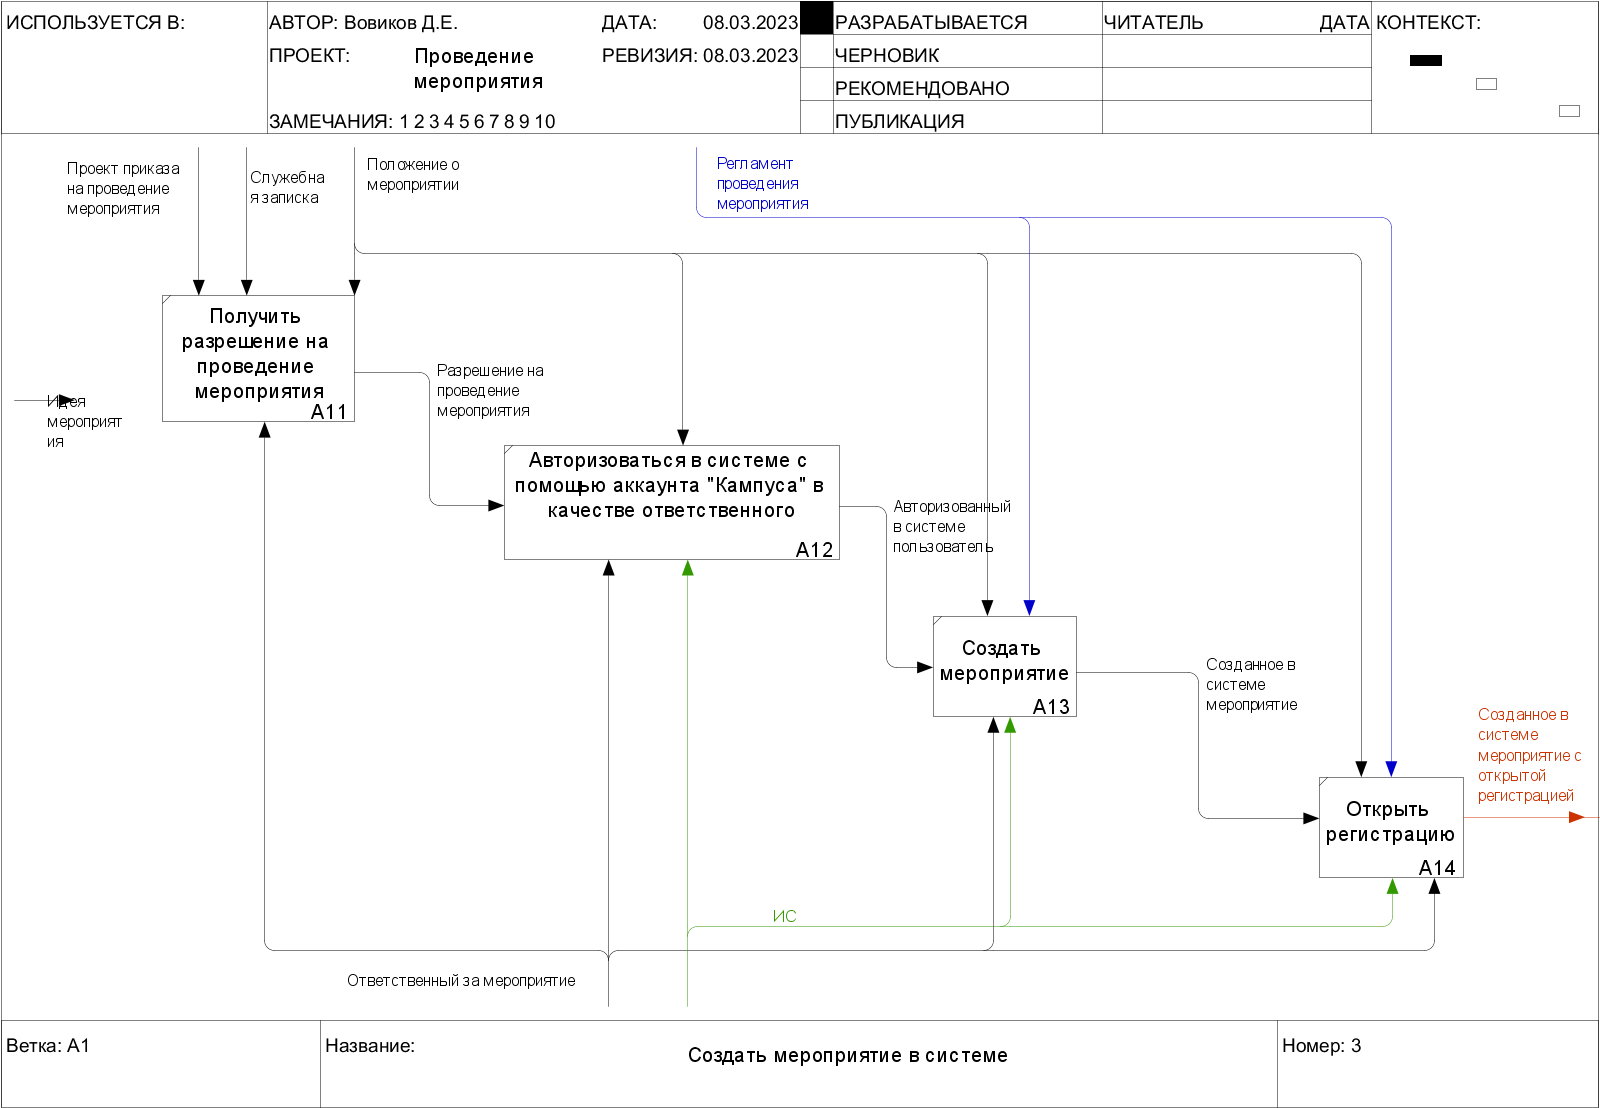 ИСПОЛЬЗУЕТСЯ В:
АВТОР: Вовиков Д.Е.
ДАТА: 08.03.2023
ПРОЕКТ: Проведение
мероприятия
РЕВИЗИЯ: 08.03.2023
ЗАМЕЧАНИЯ: 1 2 3 4 5 6 7 8 9 10
РАЗРАБАТЫВАЕТСЯ
ЧЕРНОВИК
РЕКОМЕНДОВАНО
ПУБЛИКАЦИЯ
ЧИТАТЕЛЬ
ДАТА
КОНТЕКСТ:
Проект приказа
на проведение
мероприятия
Служебна
я записка
Положение о
мероприятии
Регламент
проведения
мероприятия
Получить
разрешение на
проведение
мероприятия
A11
Идея
мероприят
ия
Разрешение на
проведение
мероприятия
Авторизоваться в системе с
помощью аккаунта "Кампуса" в
качестве ответственного
A12
Авторизованный
в системе
пользователь
Создать
мероприятие
A13
Созданное в
системе
мероприятие
Созданное в
системе
мероприятие с
открытой
регистрацией
Открыть
регистрацию
A14
ИС
Ответственный за мероприятие
Ветка: A1
Название:
Создать мероприятие в системе
Номер: 3